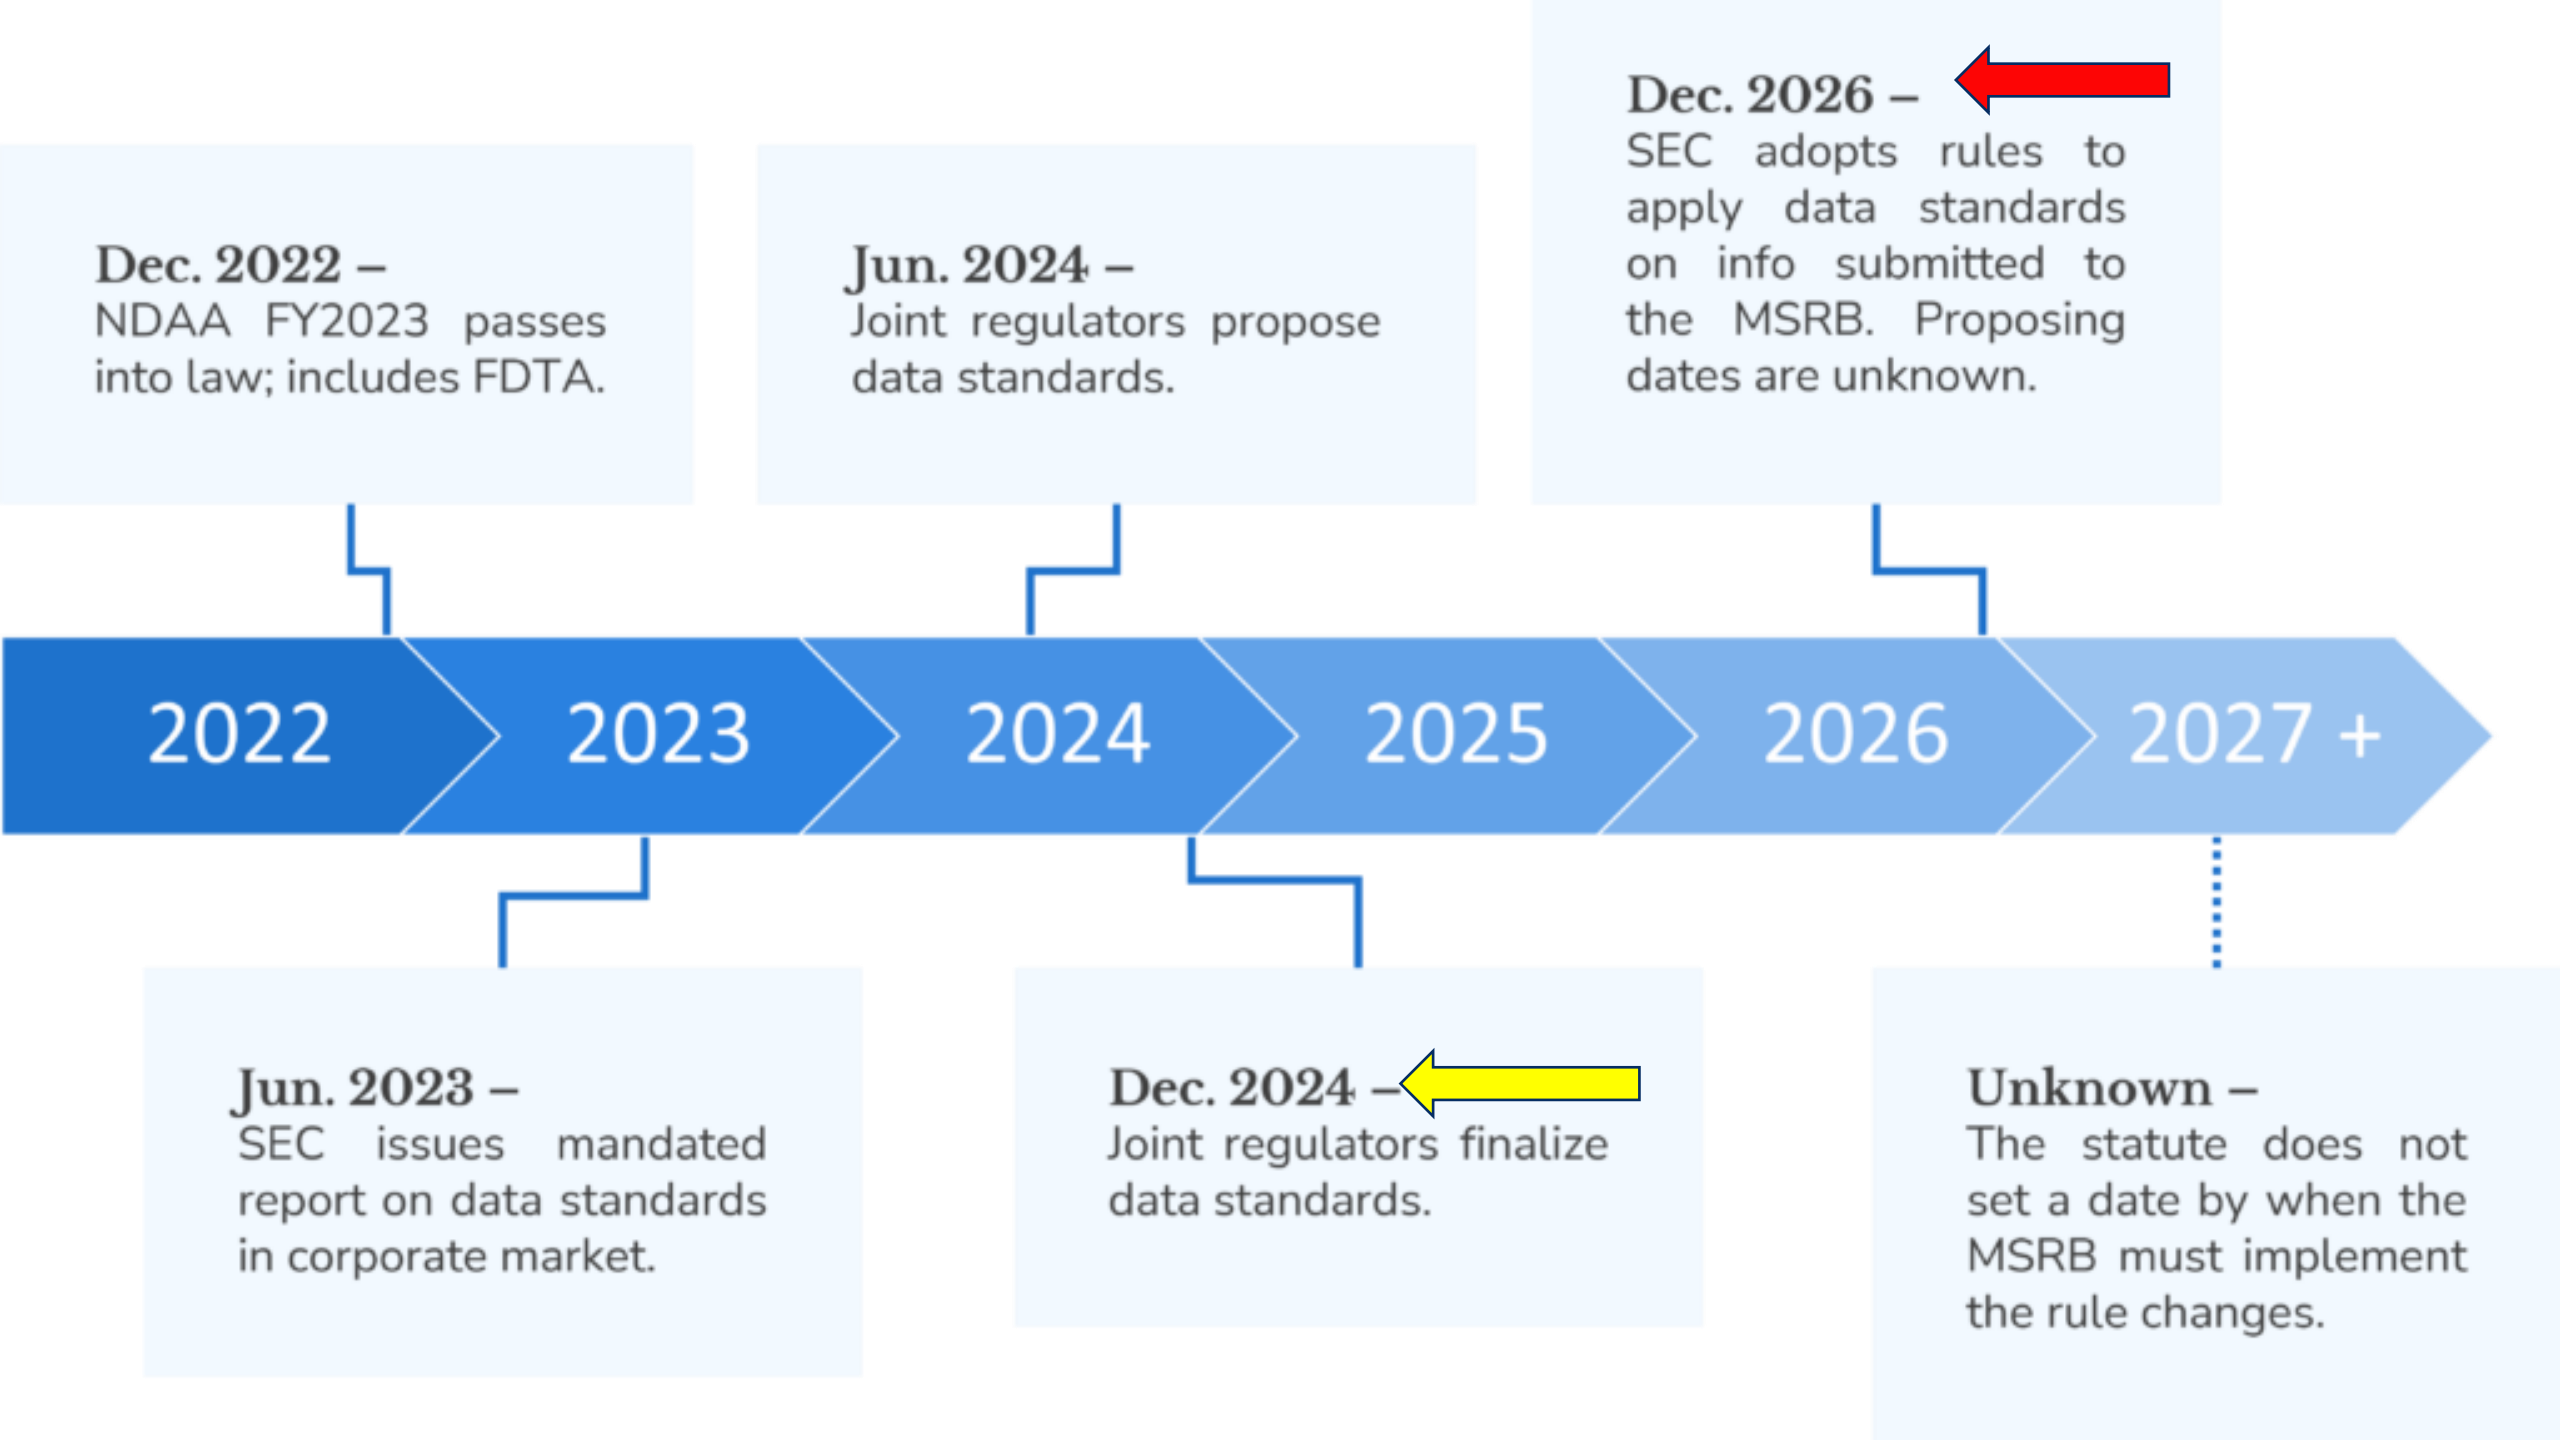 Dec. 2022 –
NDAA FY2023 passes
into law; includes FDTA.
Jun. 2024 –
Joint regulators propose
data standards.
Dec. 2026 –
SEC adopts rules to
apply data standards
on info submitted to
the MSRB. Proposing
dates are unknown.
2022
2023
2024
2025
2026
2027 +
Jun. 2023 –
SEC issues mandated
report on data standards
in corporate market.
Dec. 2024 –
Joint regulators finalize
data standards.
Unknown –
The statute does not
set a date by when the
MSRB must implement
the rule changes.